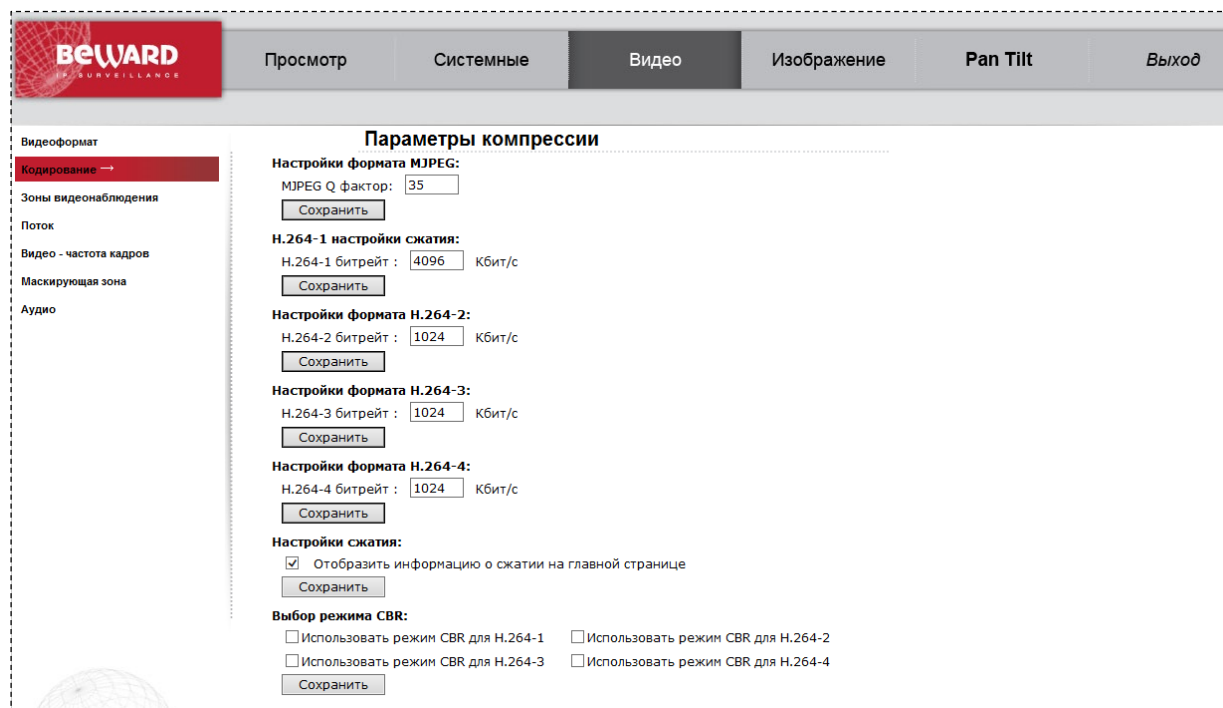 BEWARD
IP SURVEILLANCE
Просмотр
Системные
Видео
Изображение
Pan Tilt
Выход
Видеоформат
Кодирование →
Зоны видеонаблюдения
Поток
Видео - частота кадров
Маскирующая зона
Аудио
Параметры компрессии
Настройки формата MJPEG:
MJPEG Q фактор: 35
Сохранить
H.264-1 настройки сжатия:
H.264-1 битрейт : 4096 Кбит/с
Сохранить
Настройки формата H.264-2:
H.264-2 битрейт : 1024 Кбит/с
Сохранить
Настройки формата H.264-3:
H.264-3 битрейт : 1024 Кбит/с
Сохранить
Настройки формата H.264-4:
H.264-4 битрейт : 1024 Кбит/с
Сохранить
Настройки сжатия:
Отобразить информацию о сжатии на главной странице
Сохранить
Выбор режима CBR:
Использовать режим CBR для H.264-1 Использовать режим CBR для H.264-2
Использовать режим CBR для H.264-3 Использовать режим CBR для H.264-4
Сохранить